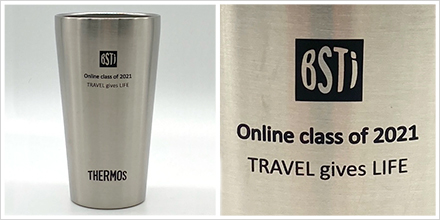 BSTi
Online class of 2021
TRAVEL gives LIFE
THERMOS
BSTi
Online class of 2021
TRAVEL gives LIFE